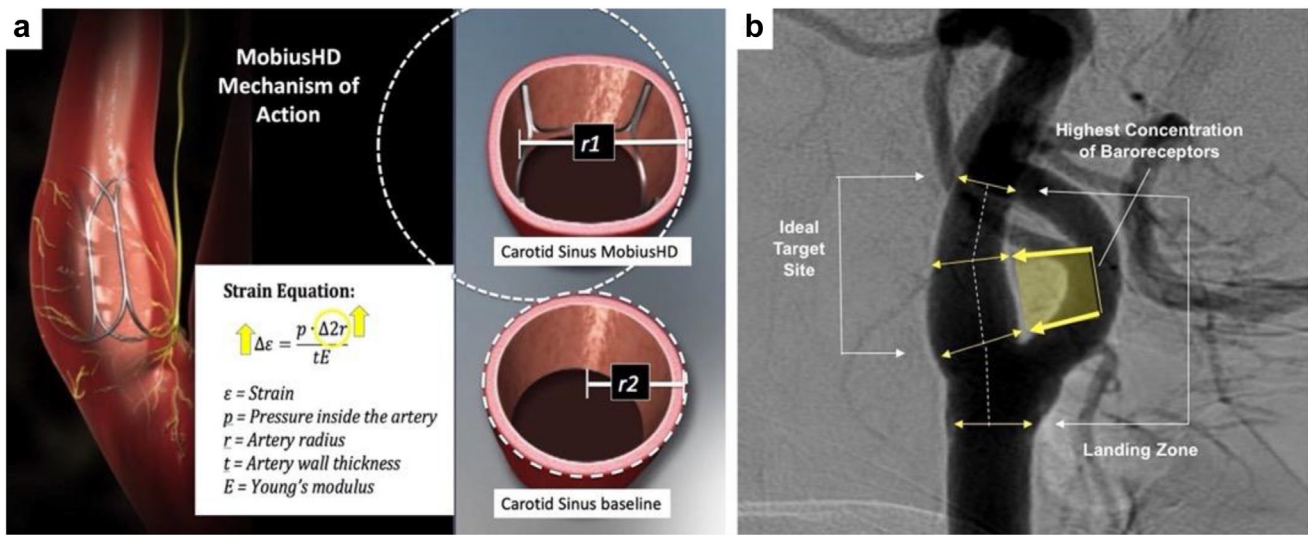 a
MobiusHD
Mechanism of
Action
r1
Carotid Sinus MobiusHD
Strain Equation:
Δε = p · Δ2r / tE
ε = Strain
p = Pressure inside the artery
r = Artery radius
t = Artery wall thickness
E = Young's modulus
r2
Carotid Sinus baseline
b
Highest Concentration
of Baroreceptors
Ideal
Target
Site
Landing Zone